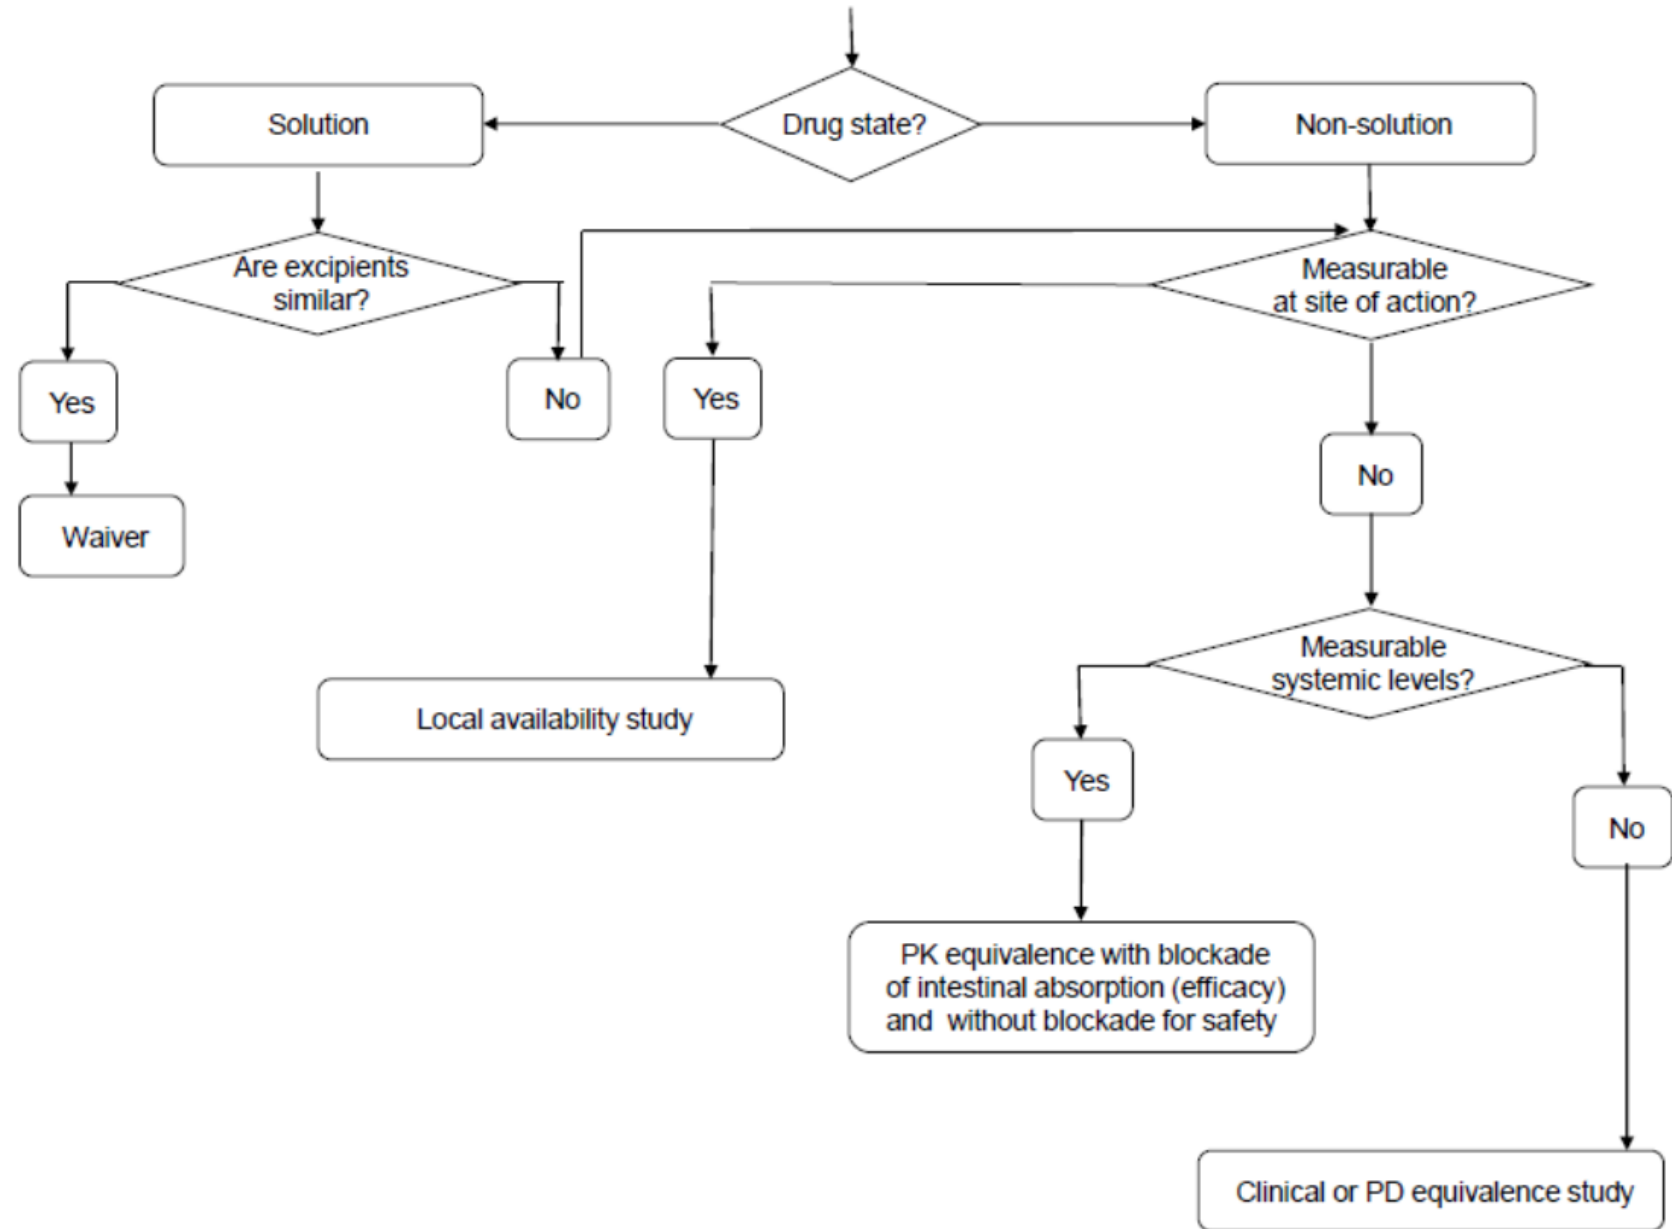 Solution
Drug state?
Non-solution
Are excipients
similar?
Measurable
at site of action?
Yes
No
Yes
No
Waiver
Measurable
systemic levels?
Local availability study
Yes
No
PK equivalence with blockade
of intestinal absorption (efficacy)
and without blockade for safety
Clinical or PD equivalence study